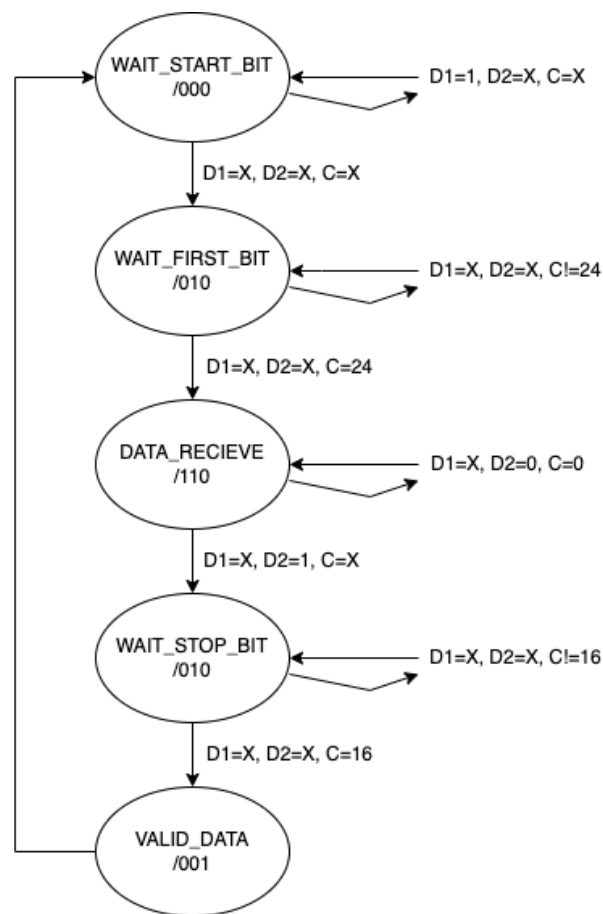 WAIT_START_BIT
/000
D1=1, D2=X, C=X
D1=X, D2=X, C=X
WAIT_FIRST_BIT
/010
D1=X, D2=X, C!=24
D1=X, D2=X, C=24
DATA_RECIEVE
/110
D1=X, D2=0, C=0
D1=X, D2=1, C=X
WAIT_STOP_BIT
/010
D1=X, D2=X, C!=16
D1=X, D2=X, C=16
VALID_DATA
/001